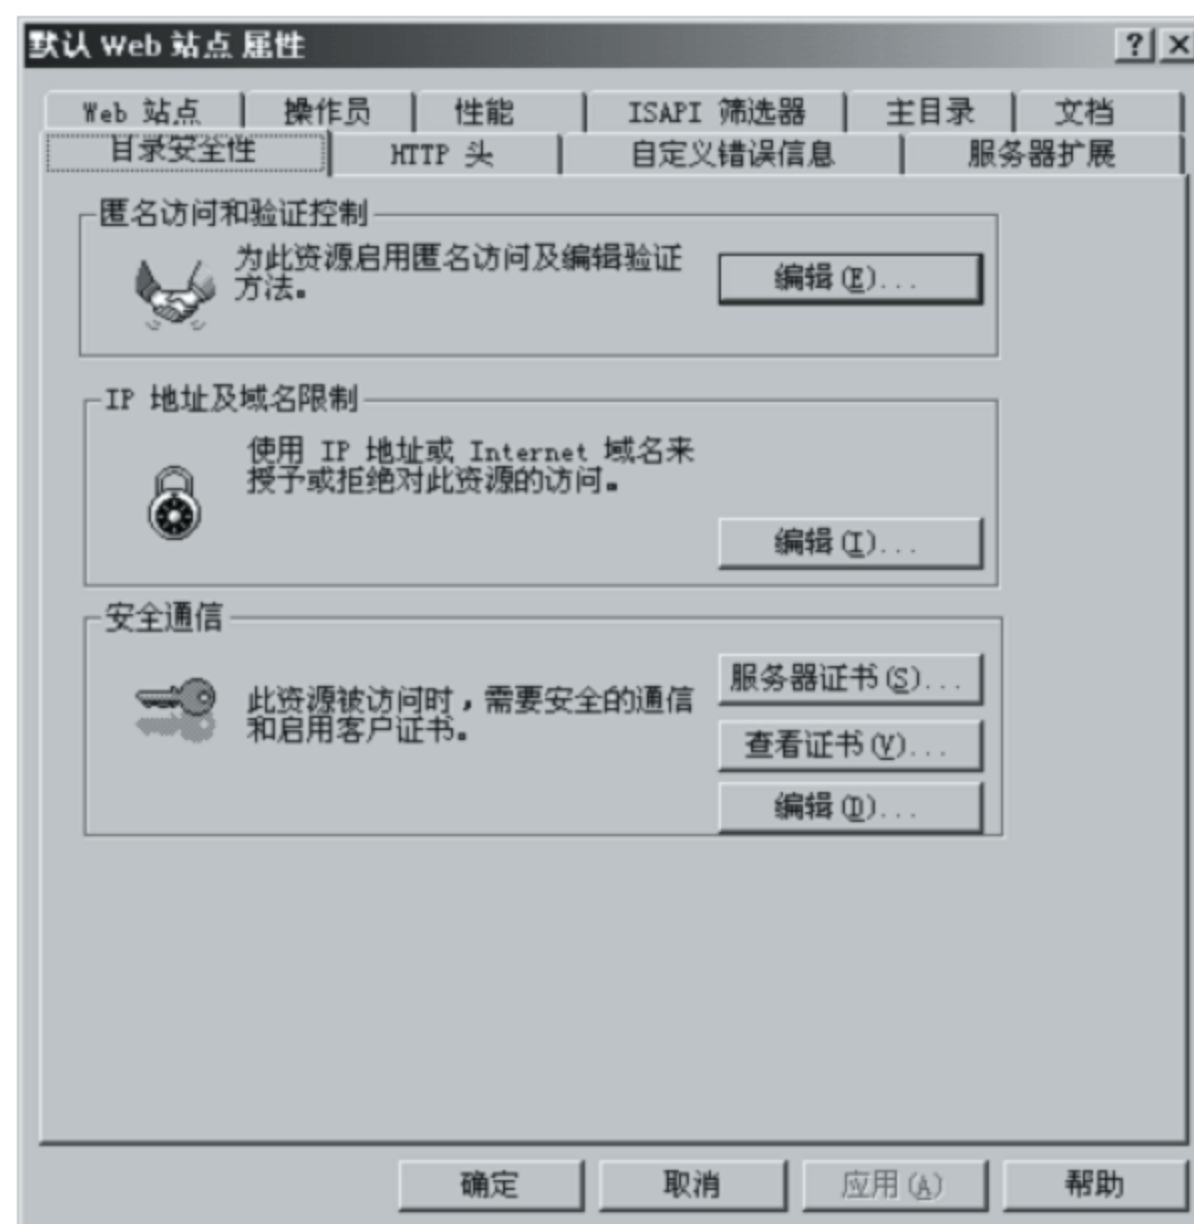 默认 Web 站点 属性
Web 站点 操作员 性能 ISAPI 筛选器 主目录 文档
目录安全性 HTTP 头 自定义错误信息 服务器扩展
匿名访问和验证控制
为此资源启用匿名访问及编辑验证
方法。
编辑(E)...
IP 地址及域名限制
使用 IP 地址或 Internet 域名来
授予或拒绝对此资源的访问。
编辑(I)...
安全通信
此资源被访问时，需要安全的通信
和启用客户证书。
服务器证书(S)...
查看证书(V)...
编辑(D)...
确定 取消 应用(A) 帮助